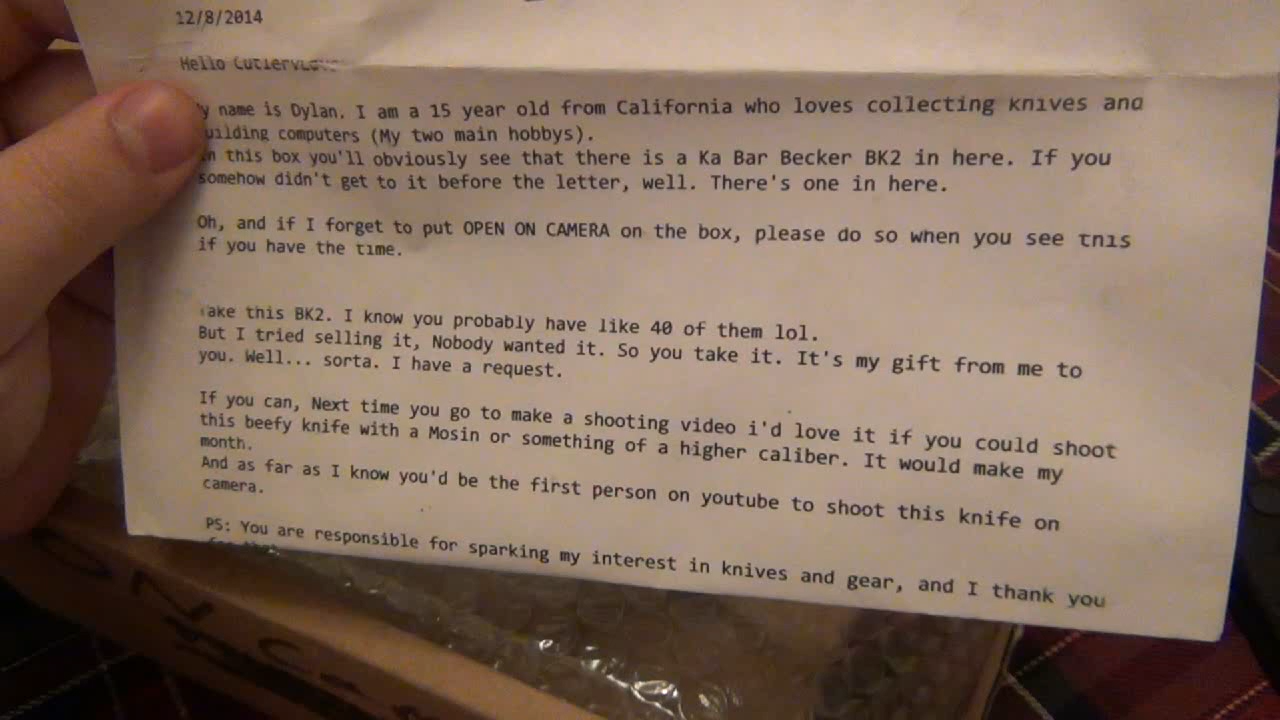 12/8/2014
Hello CutleryLover
y name is Dylan. I am a 15 year old from California who loves collecting knives and
uilding computers (My two main hobbys).
n this box you'll obviously see that there is a Ka Bar Becker BK2 in here. If you
somehow didn't get to it before the letter, well. There's one in here.
Oh, and if I forget to put OPEN ON CAMERA on the box, please do so when you see this
if you have the time.
ake this BK2. I know you probably have like 40 of them lol.
But I tried selling it, Nobody wanted it. So you take it. It's my gift from me to
you. Well... sorta. I have a request.
If you can, Next time you go to make a shooting video i'd love it if you could shoot
this beefy knife with a Mosin or something of a higher caliber. It would make my
month.
And as far as I know you'd be the first person on youtube to shoot this knife on
camera.
PS: You are responsible for sparking my interest in knives and gear, and I thank you
for that